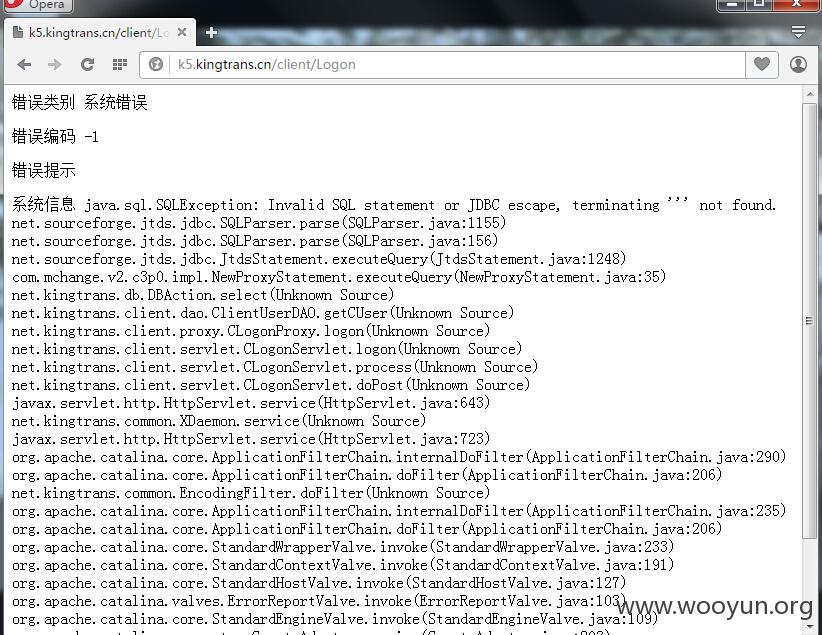 Opera
k5.kingtrans.cn/client/Lo
k5.kingtrans.cn/client/Logon
错误类别 系统错误
错误编码 -1
错误提示
系统信息 java.sql.SQLException: Invalid SQL statement or JDBC escape, terminating ''' not found.
net.sourceforge.jtds.jdbc.SQLParser.parse(SQLParser.java:1155)
net.sourceforge.jtds.jdbc.SQLParser.parse(SQLParser.java:156)
net.sourceforge.jtds.jdbc.JtdsStatement.executeQuery(JtdsStatement.java:1248)
com.mchange.v2.c3p0.impl.NewProxyStatement.executeQuery(NewProxyStatement.java:35)
net.kingtrans.db.DBAction.select(Unknown Source)
net.kingtrans.client.dao.ClientUserDAO.getCUser(Unknown Source)
net.kingtrans.client.proxy.CLogonProxy.logon(Unknown Source)
net.kingtrans.client.servlet.CLogonServlet.logon(Unknown Source)
net.kingtrans.client.servlet.CLogonServlet.process(Unknown Source)
net.kingtrans.client.servlet.CLogonServlet.doPost(Unknown Source)
javax.servlet.http.HttpServlet.service(HttpServlet.java:643)
net.kingtrans.common.XDaemon.service(Unknown Source)
javax.servlet.http.HttpServlet.service(HttpServlet.java:723)
org.apache.catalina.core.ApplicationFilterChain.internalDoFilter(ApplicationFilterChain.java:290)
org.apache.catalina.core.ApplicationFilterChain.doFilter(ApplicationFilterChain.java:206)
net.kingtrans.common.EncodingFilter.doFilter(Unknown Source)
org.apache.catalina.core.ApplicationFilterChain.internalDoFilter(ApplicationFilterChain.java:235)
org.apache.catalina.core.ApplicationFilterChain.doFilter(ApplicationFilterChain.java:206)
org.apache.catalina.core.StandardWrapperValve.invoke(StandardWrapperValve.java:233)
org.apache.catalina.core.StandardContextValve.invoke(StandardContextValve.java:191)
org.apache.catalina.core.StandardHostValve.invoke(StandardHostValve.java:127)
org.apache.catalina.valves.ErrorReportValve.invoke(ErrorReportValve.java:103)
www.wooyun.org
org.apache.catalina.core.StandardEngineValve.invoke(StandardEngineValve.java:109)